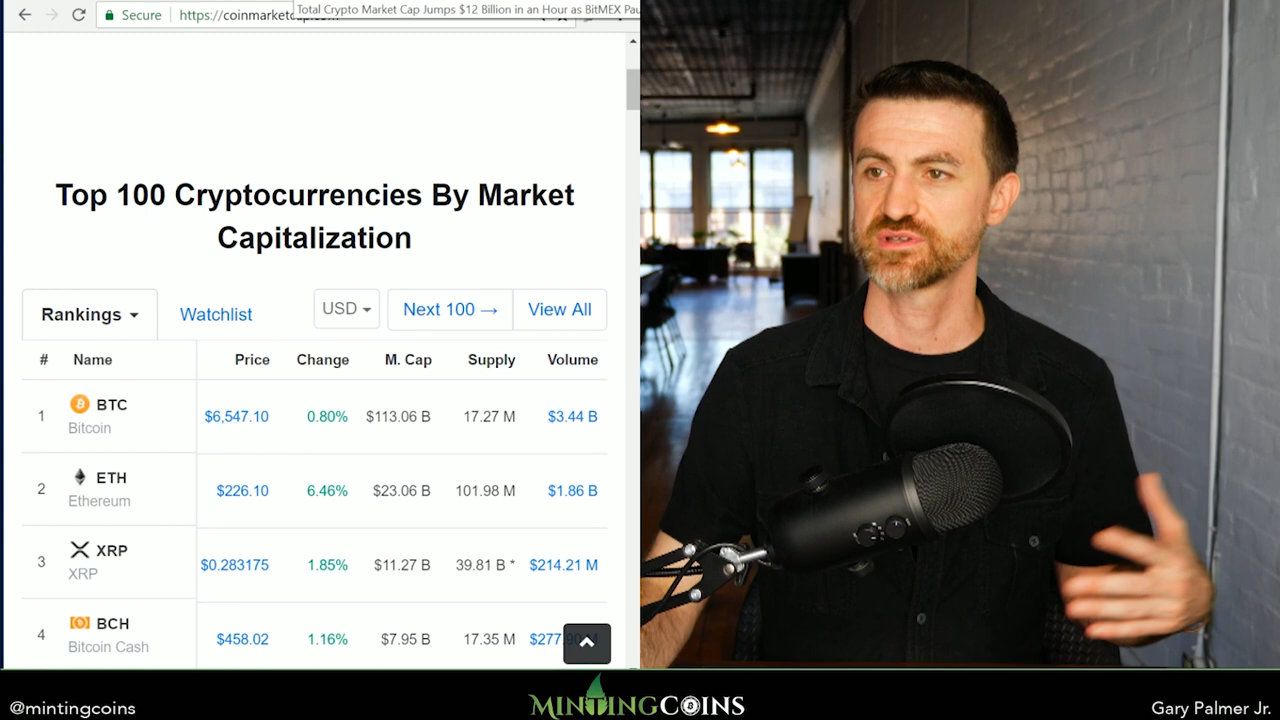 Total Crypto Market Cap Jumps $12 Billion in an Hour as BitMEX Pau
Secure https://coinmarketcap.com
Top 100 Cryptocurrencies By Market
Capitalization
Rankings Watchlist USD Next 100 → View All
# Name Price Change M. Cap Supply Volume
1 BTC $6,547.10 0.80% $113.06 B 17.27 M $3.44 B
Bitcoin
2 ETH $226.10 6.46% $23.06 B 101.98 M $1.86 B
Ethereum
3 XRP $0.283175 1.85% $11.27 B 39.81 B * $214.21 M
XRP
4 BCH $458.02 1.16% $7.95 B 17.35 M $277
Bitcoin Cash
@mintingcoins MINTINGCOINS Gary Palmer Jr.